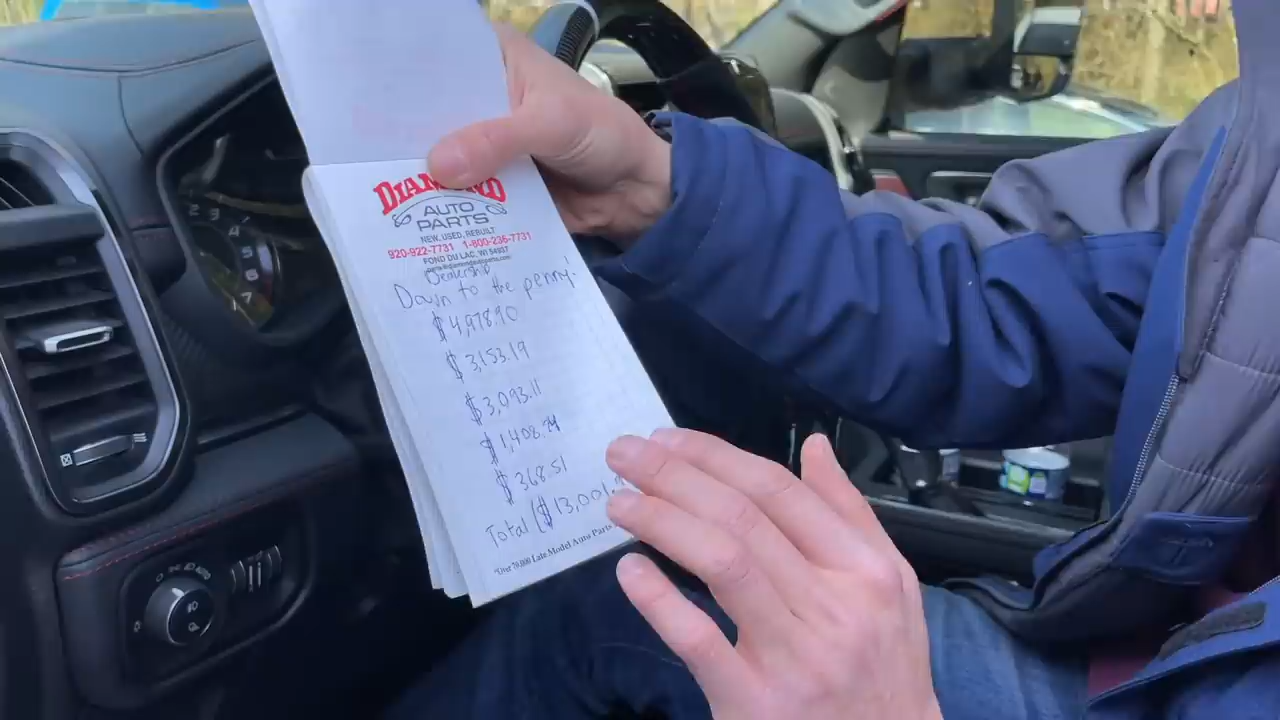 DIAMOND
AUTO
PARTS
NEW, USED, REBUILT
920-922-7731 1-800-236-7731
FOND DU LAC, WI 54937
Dealership
Down to the penny!
$4,978.90
$3,153.19
$3,093.11
$1,408.74
$368.51
Total ($13,001.
"Over 70,000 Late Model Auto Parts